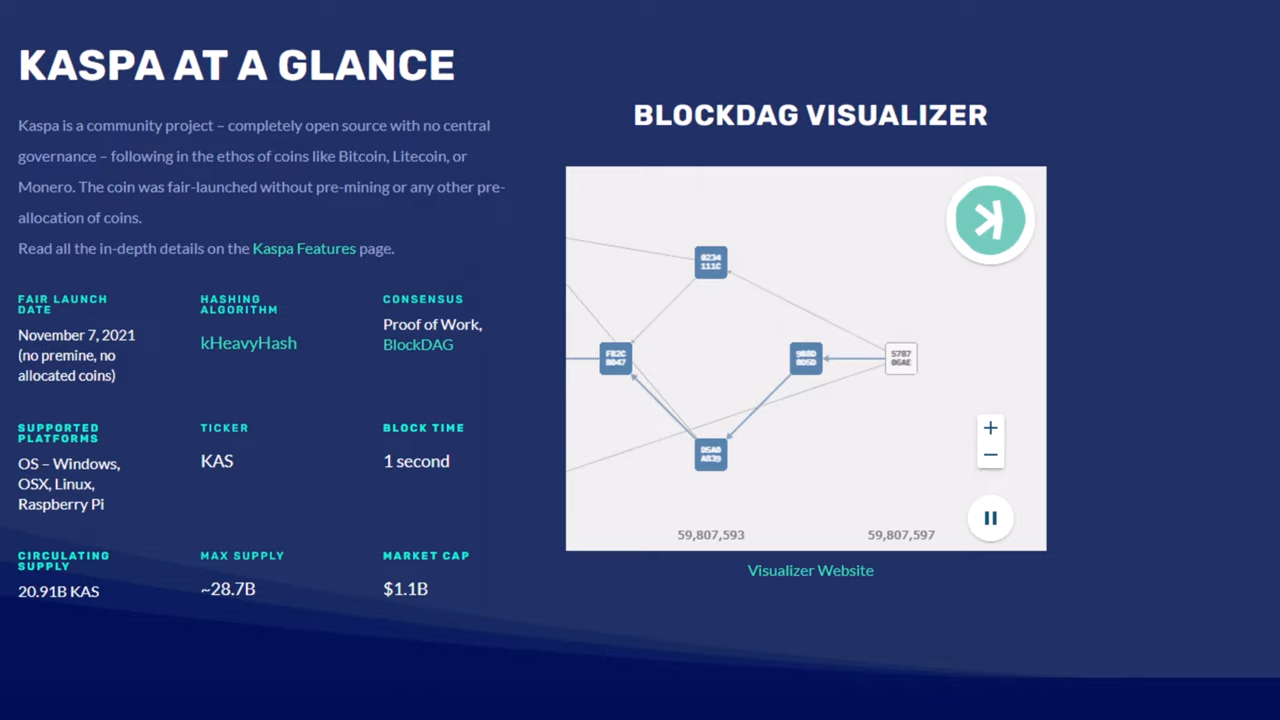 KASPA AT A GLANCE
Kaspa is a community project – completely open source with no central
governance – following in the ethos of coins like Bitcoin, Litecoin, or
Monero. The coin was fair-launched without pre-mining or any other pre-
allocation of coins.
Read all the in-depth details on the Kaspa Features page.
FAIR LAUNCH
DATE
November 7, 2021
(no premine, no
allocated coins)
HASHING
ALGORITHM
kHeavyHash
CONSENSUS
Proof of Work,
BlockDAG
SUPPORTED
PLATFORMS
OS – Windows,
OSX, Linux,
Raspberry Pi
TICKER
KAS
BLOCK TIME
1 second
CIRCULATING
SUPPLY
20.91B KAS
MAX SUPPLY
~28.7B
MARKET CAP
$1.1B
BLOCKDAG VISUALIZER
0234
111C
5787
06AE
59,807,593
59,807,597
Visualizer Website